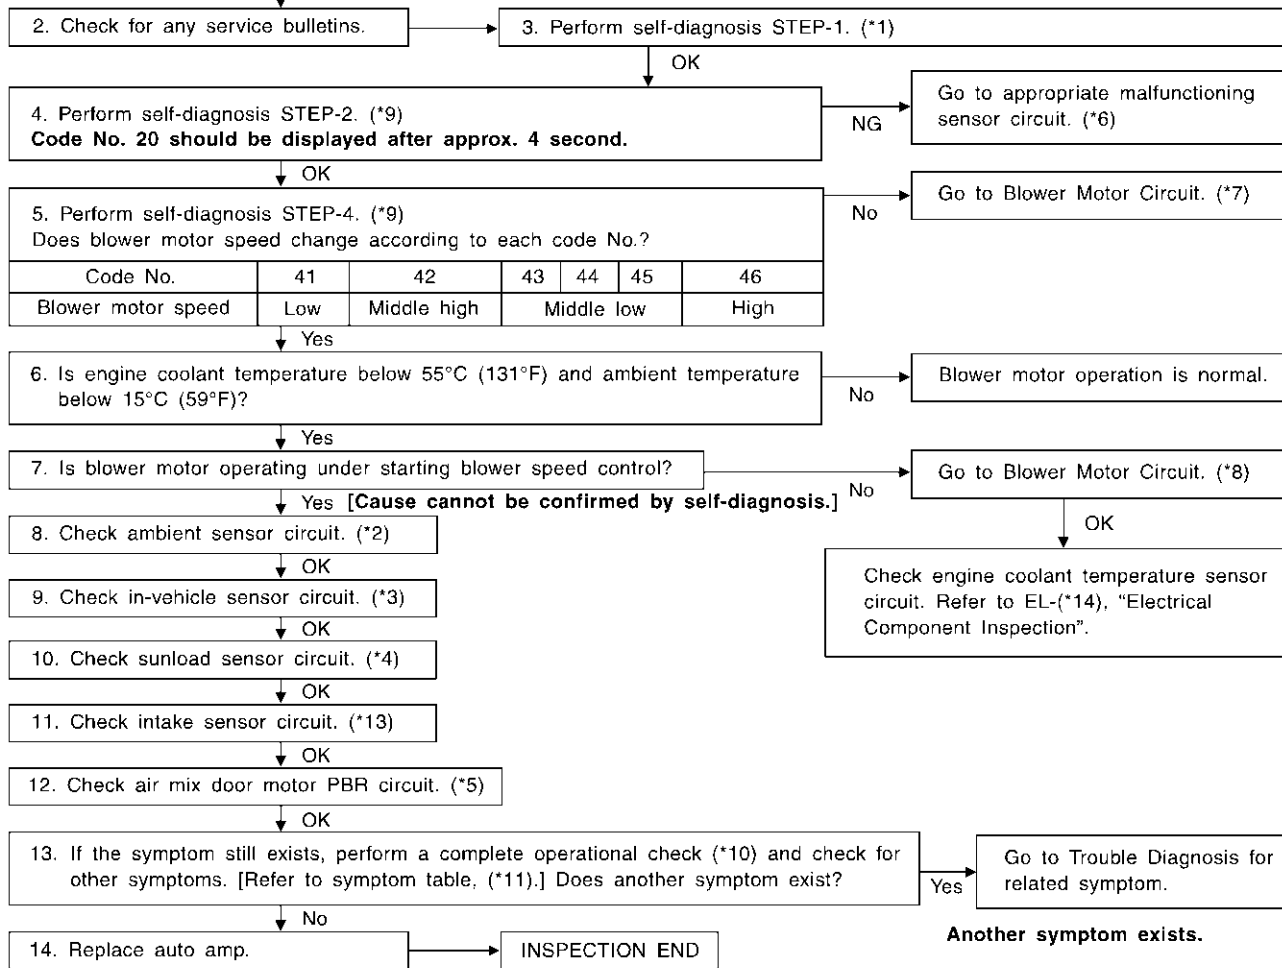 2. Check for any service bulletins.
3. Perform self-diagnosis STEP-1. (*1)
OK
4. Perform self-diagnosis STEP-2. (*9)
Code No. 20 should be displayed after approx. 4 second.
NG
Go to appropriate malfunctioning
sensor circuit. (*6)
OK
5. Perform self-diagnosis STEP-4. (*9)
Does blower motor speed change according to each code No.?
No
Go to Blower Motor Circuit. (*7)
Code No. 41 42 43 44 45 46
Blower motor speed Low Middle high Middle low High
Yes
6. Is engine coolant temperature below 55°C (131°F) and ambient temperature
below 15°C (59°F)?
No
Blower motor operation is normal.
Yes
7. Is blower motor operating under starting blower speed control?
No
Go to Blower Motor Circuit. (*8)
Yes [Cause cannot be confirmed by self-diagnosis.]
OK
Check engine coolant temperature sensor
circuit. Refer to EL-(*14), “Electrical
Component Inspection”.
8. Check ambient sensor circuit. (*2)
OK
9. Check in-vehicle sensor circuit. (*3)
OK
10. Check sunload sensor circuit. (*4)
OK
11. Check intake sensor circuit. (*13)
OK
12. Check air mix door motor PBR circuit. (*5)
OK
13. If the symptom still exists, perform a complete operational check (*10) and check for
other symptoms. [Refer to symptom table, (*11).] Does another symptom exist?
Yes
Go to Trouble Diagnosis for
related symptom.
Another symptom exists.
No
14. Replace auto amp.
INSPECTION END